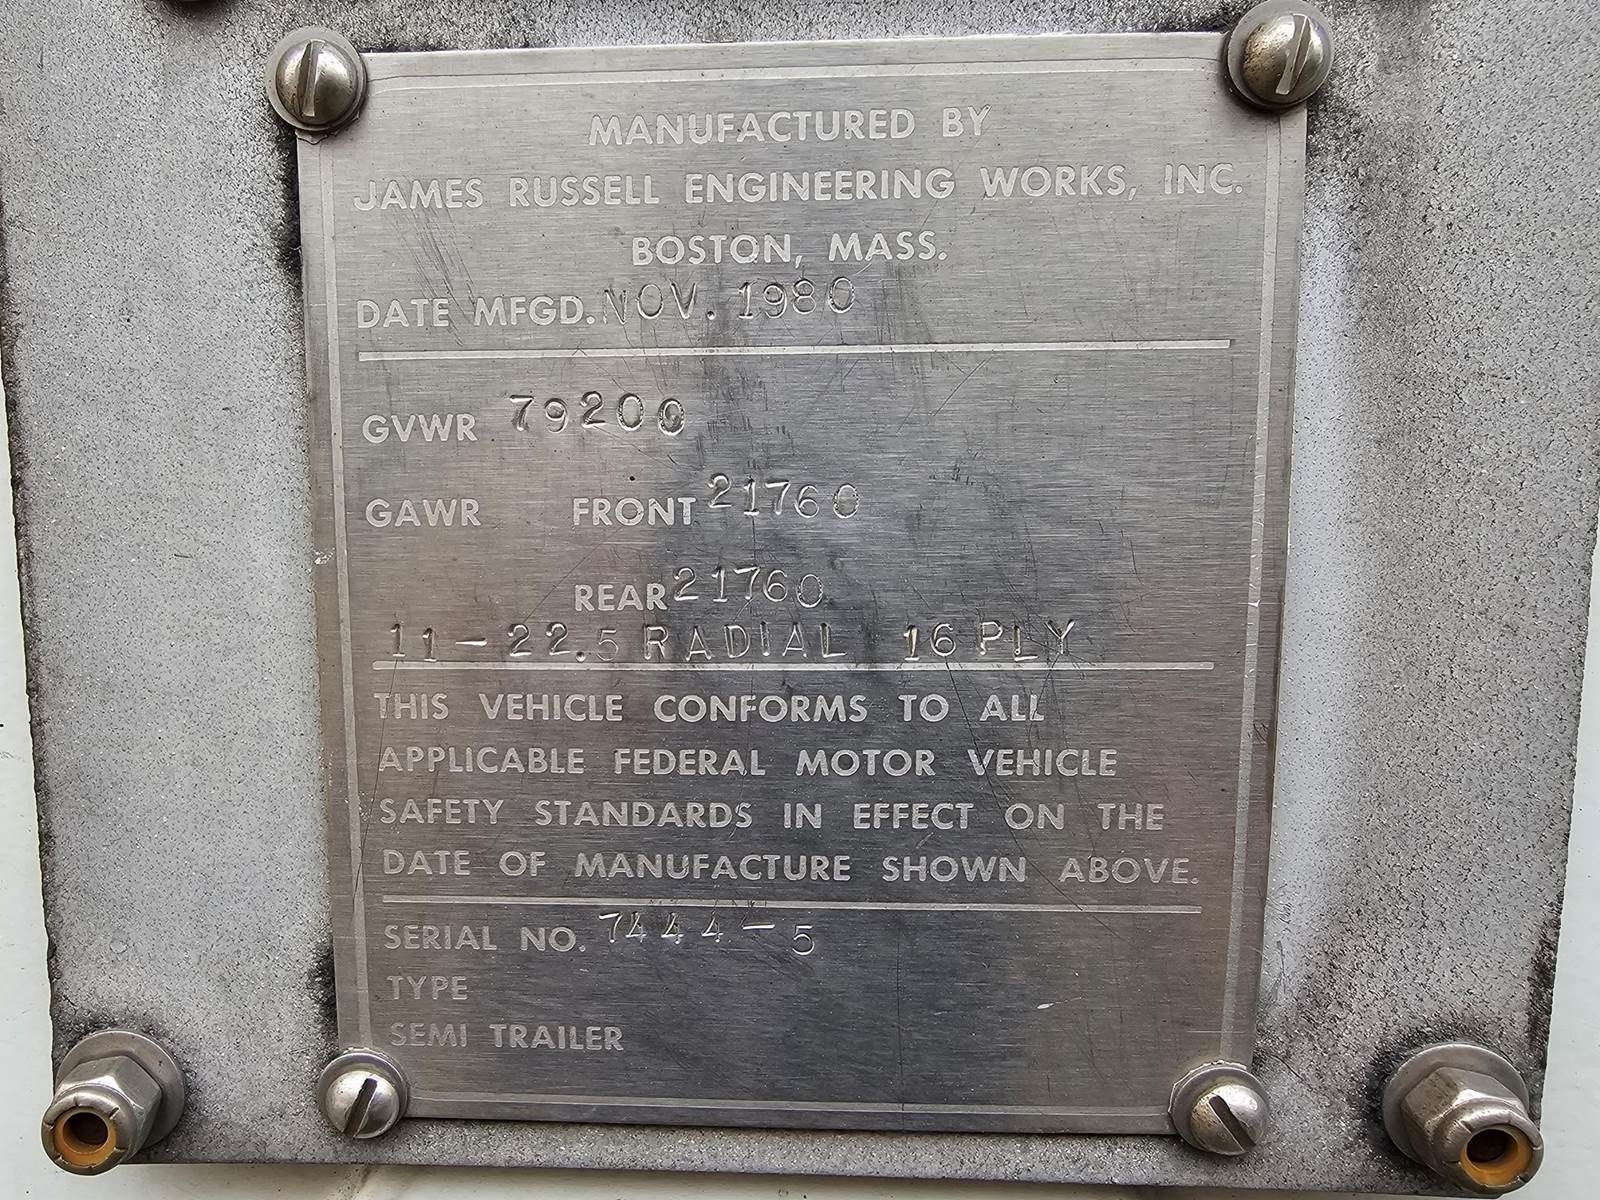 MANUFACTURED BY
JAMES RUSSELL ENGINEERING WORKS, INC.
BOSTON, MASS.
DATE MFGD. NOV. 1980
GVWR 79200
GAWR FRONT 21760
REAR 21760
11-22.5 RADIAL 16 PLY
THIS VEHICLE CONFORMS TO ALL
APPLICABLE FEDERAL MOTOR VEHICLE
SAFETY STANDARDS IN EFFECT ON THE
DATE OF MANUFACTURE SHOWN ABOVE.
SERIAL NO. 7444-5
TYPE
SEMI TRAILER